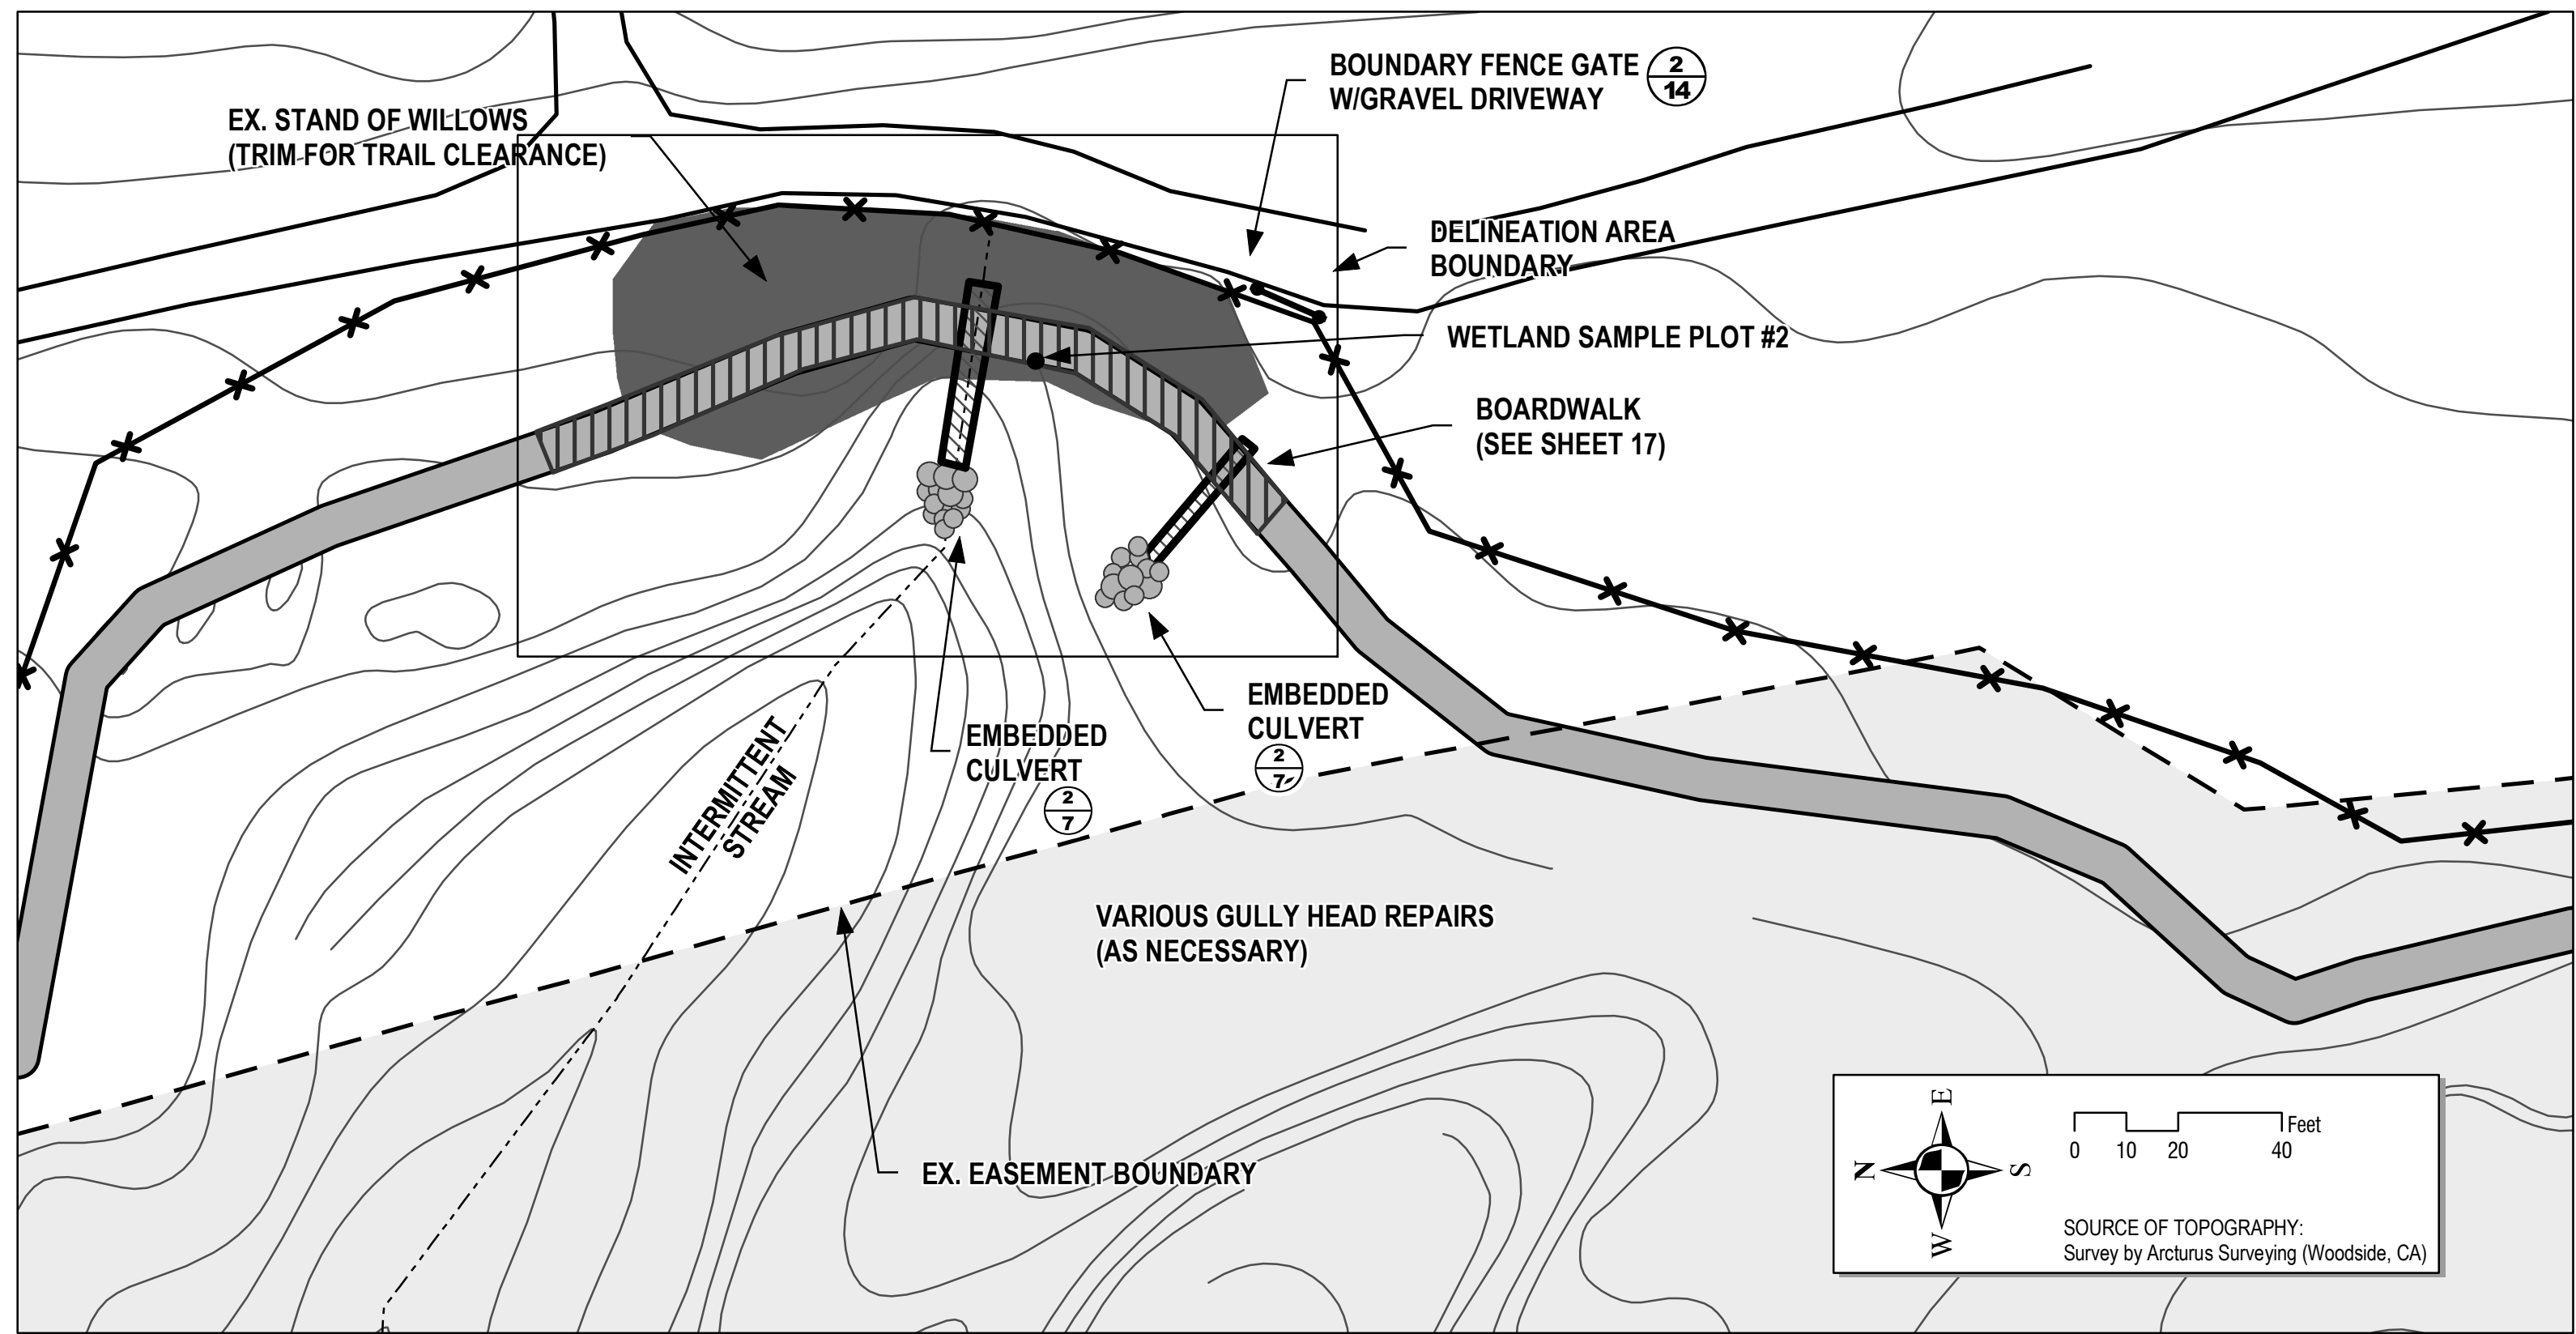 BOUNDARY FENCE GATE
W/GRAVEL DRIVEWAY
2
14
EX. STAND OF WILLOWS
(TRIM FOR TRAIL CLEARANCE)
DELINEATION AREA
BOUNDARY
WETLAND SAMPLE PLOT #2
BOARDWALK
(SEE SHEET 17)
EMBEDDED
CULVERT
2
7
EMBEDDED
CULVERT
2
7
INTERMITTENT
STREAM
VARIOUS GULLY HEAD REPAIRS
(AS NECESSARY)
EX. EASEMENT BOUNDARY
E
N
S
W
Feet
0 10 20 40
SOURCE OF TOPOGRAPHY:
Survey by Arcturus Surveying (Woodside, CA)